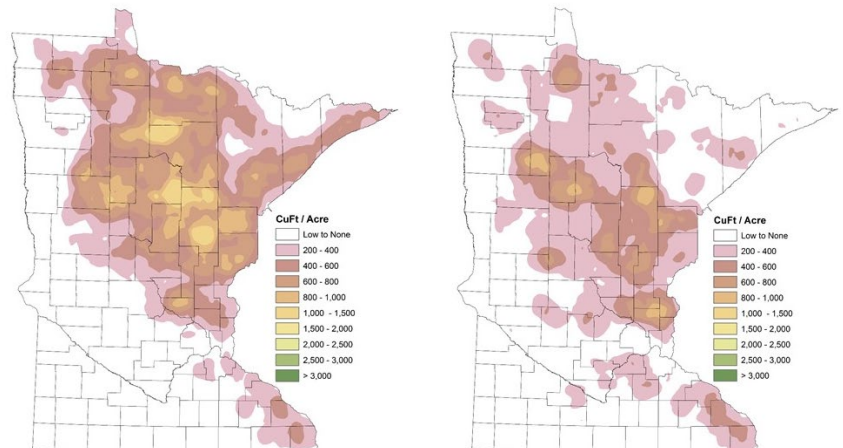 CuFt / Acre
Low to None
200 - 400
400 - 600
600 - 800
800 - 1,000
1,000 - 1,500
1,500 - 2,000
2,000 - 2,500
2,500 - 3,000
> 3,000
CuFt / Acre
Low to None
200 - 400
400 - 600
600 - 800
800 - 1,000
1,000 - 1,500
1,500 - 2,000
2,000 - 2,500
2,500 - 3,000
> 3,000